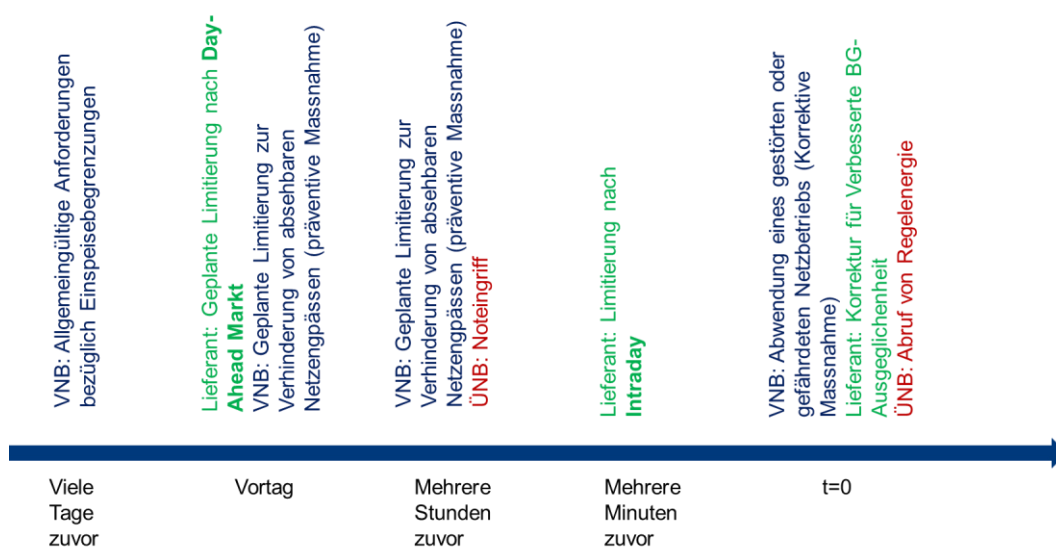 VNB: Allgemeingültige Anforderungen
bezüglich Einspeisebegrenzungen
Lieferant: Geplante Limitierung nach Day-
Ahead Markt
VNB: Geplante Limitierung zur
Verhinderung von absehbaren
Netzengpässen (präventive Massnahme)
VNB: Geplante Limitierung zur
Verhinderung von absehbaren
Netzengpässen (präventive Massnahme)
ÜNB: Noteingriff
Lieferant: Limitierung nach
Intraday
VNB: Abwendung eines gestörten oder
gefährdeten Netzbetriebs (Korrektive
Massnahme)
Lieferant: Korrektur für Verbesserte BG-
Ausgeglichenheit
ÜNB: Abruf von Regelenergie
Viele
Tage
zuvor
Vortag
Mehrere
Stunden
zuvor
Mehrere
Minuten
zuvor
t=0